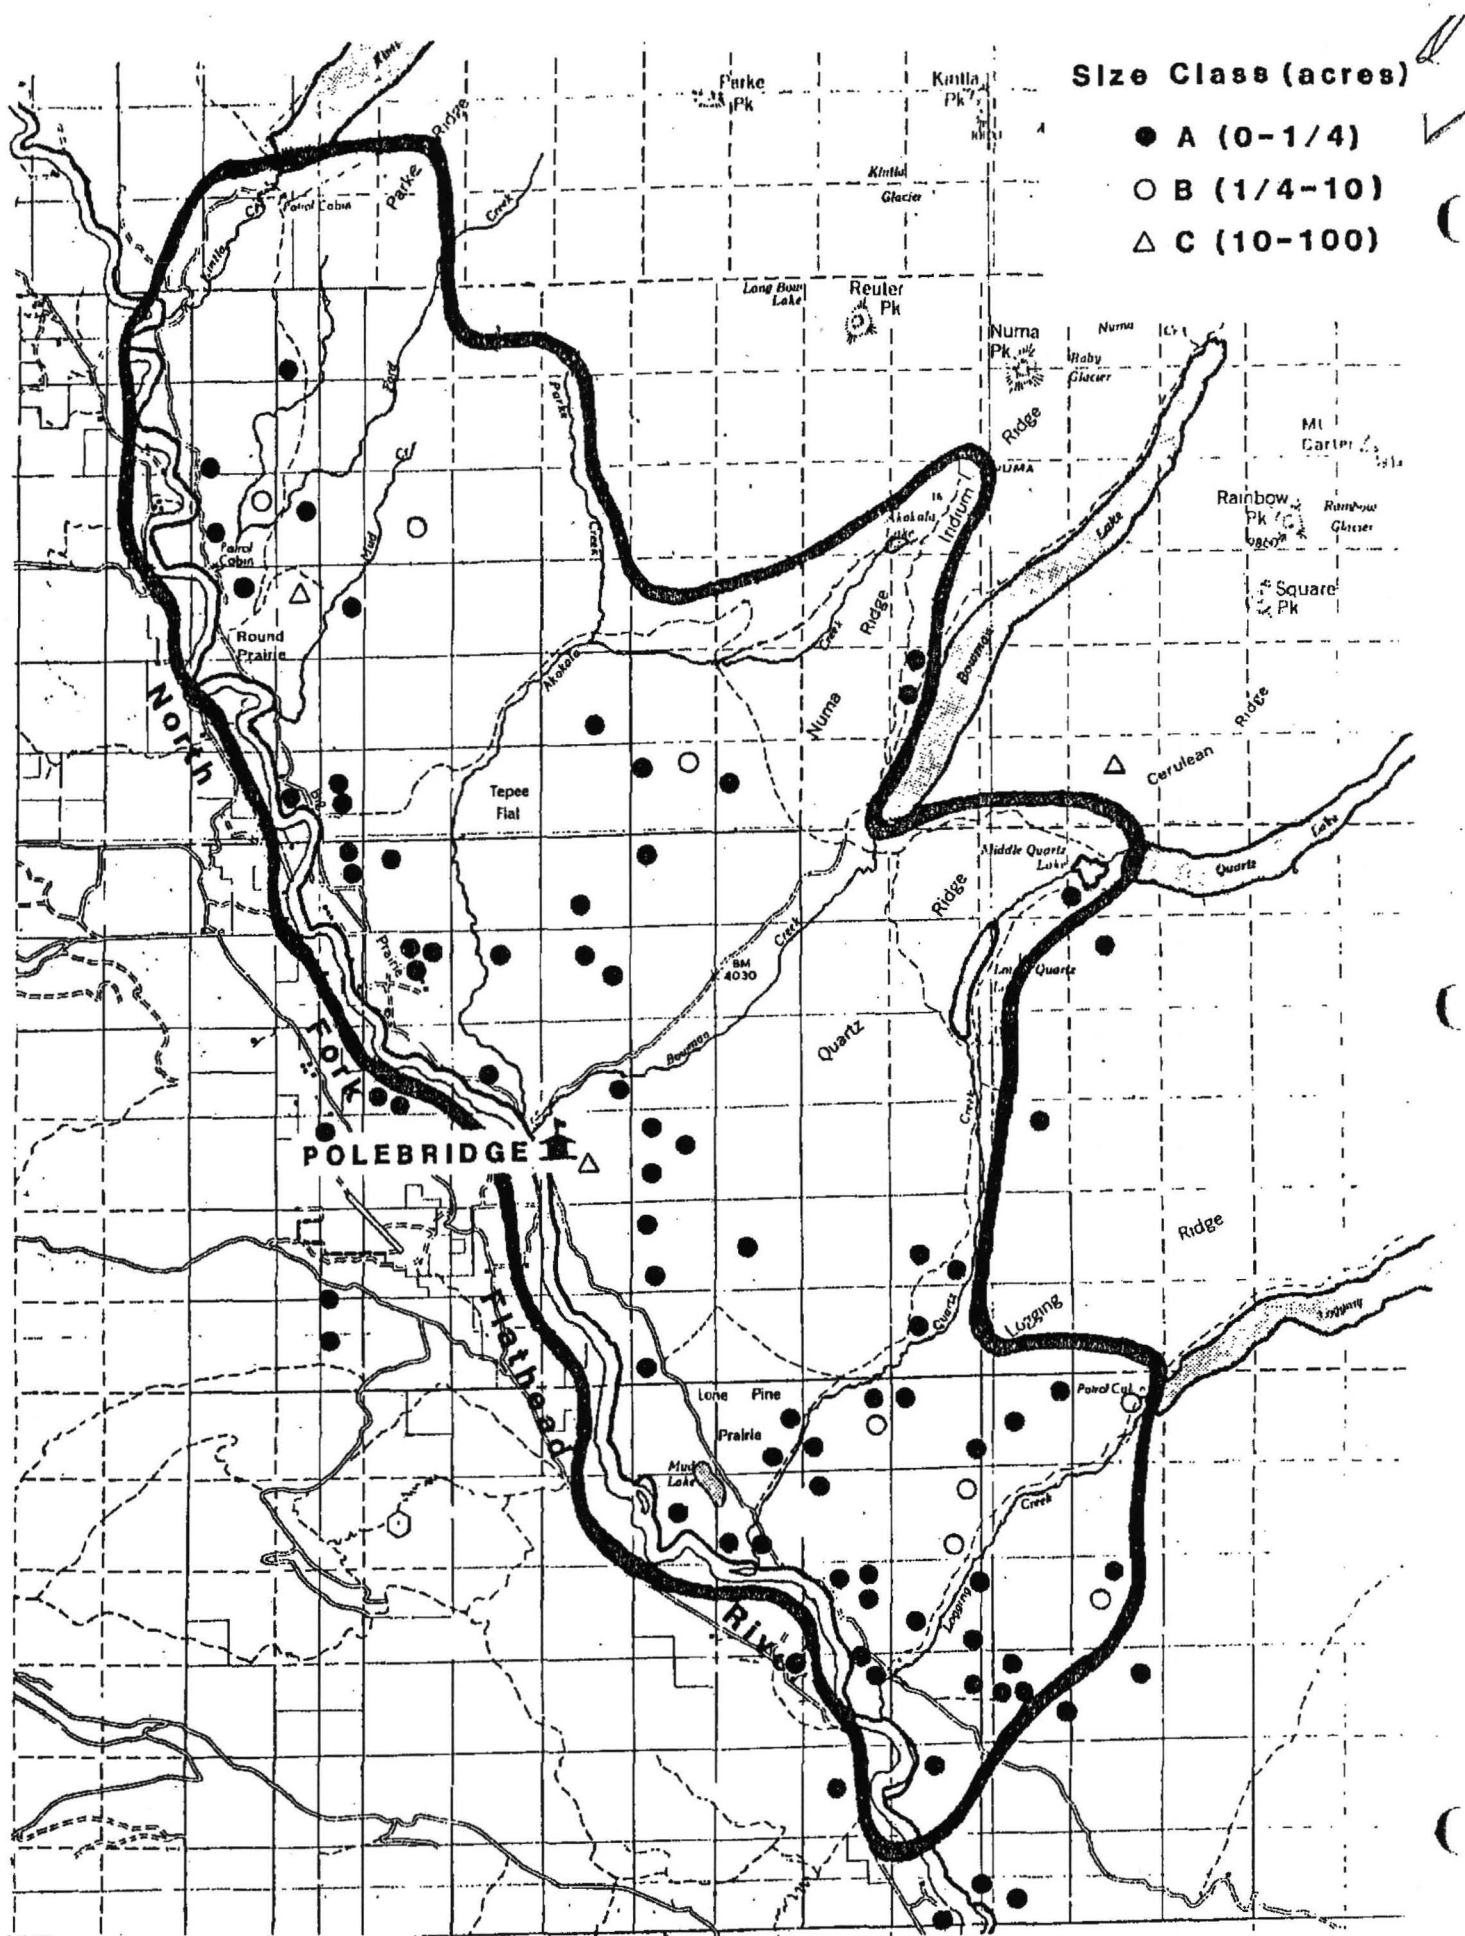 Size Class (acres)
A (0-1/4)
B (1/4-10)
C (10-100)
Parke
Pk
Kintla
Pk
Ridge
Parke
Kintla
Glacier
Creek
Patrol Cabin
Kintla
Long Bow
Lake
Reuter
Pk
Numa
Pk
Numa
Baby
Glacier
Ridge
Ford
Parke
Creek
Mt
Carter
Rainbow
Pk
Rainbow
Glacier
9860
Akokala
Lake
Indium
Lake
Mud
Patrol
Cabin
Square
Pk
Round
Prairie
Ridge
Creek
Akokala
Bowman
Numa
Ridge
Cerulean
North
Tepee
Flat
Middle Quartz
Lake
Quartz
Lake
Ridge
Creek
Prairie
BM
4030
Quartz
Quartz
Bowman
Fork
Creek
POLEBRIDGE
Ridge
Flathead
Quartz
Logging
Logging
Lone Pine
Prairie
Mud
Lake
Creek
Logging
River